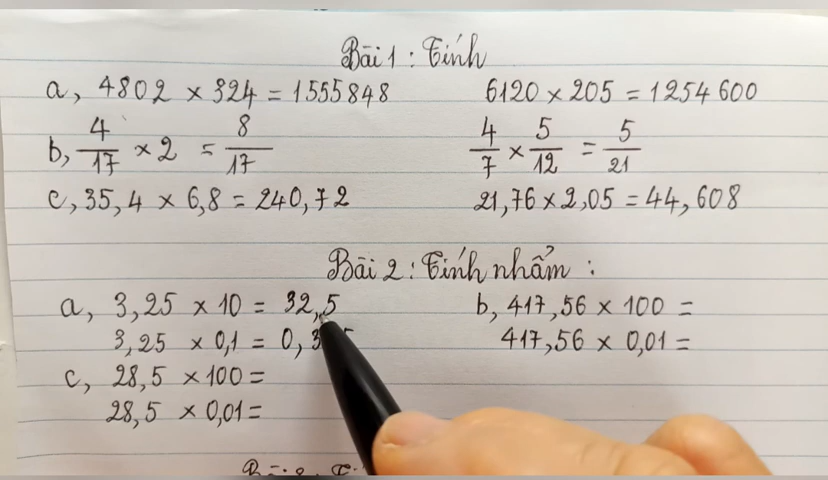 Bài 1: Tính
a, 4802 × 324 = 1555848 6120 × 205 = 1254600
b, 4/17 × 2 = 8/17 4/7 × 5/12 = 5/21
c, 35,4 × 6,8 = 240,72 21,76 × 2,05 = 44,608
Bài 2: Tính nhẩm:
a, 3,25 × 10 = 32,5 b, 417,56 × 100 =
3,25 × 0,1 = 0,3 5 417,56 × 0,01 =
c, 28,5 × 100 =
28,5 × 0,01 =